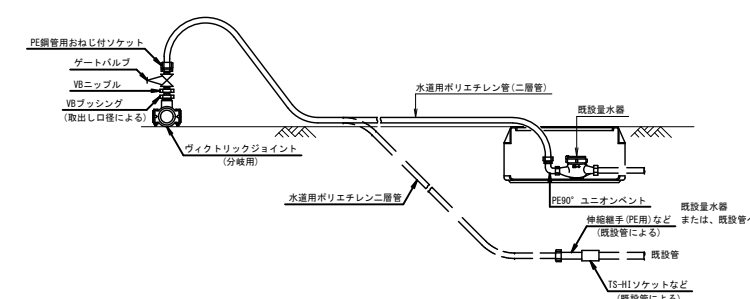 PE鋼管用おねじ付ソケット
ゲートバルブ
VBニップル
VBブッシング
(取出し口径による)
ヴィクトリックジョイント
(分岐用)
水道用ポリエチレン管(二層管)
既設量水器
水道用ポリエチレン二層管
PE90° ユニオンベント
既設量水器
または、既設管へ
伸縮継手(PE用)など
(既設管による)
既設管
TS-HIソケットなど
(既設管による)